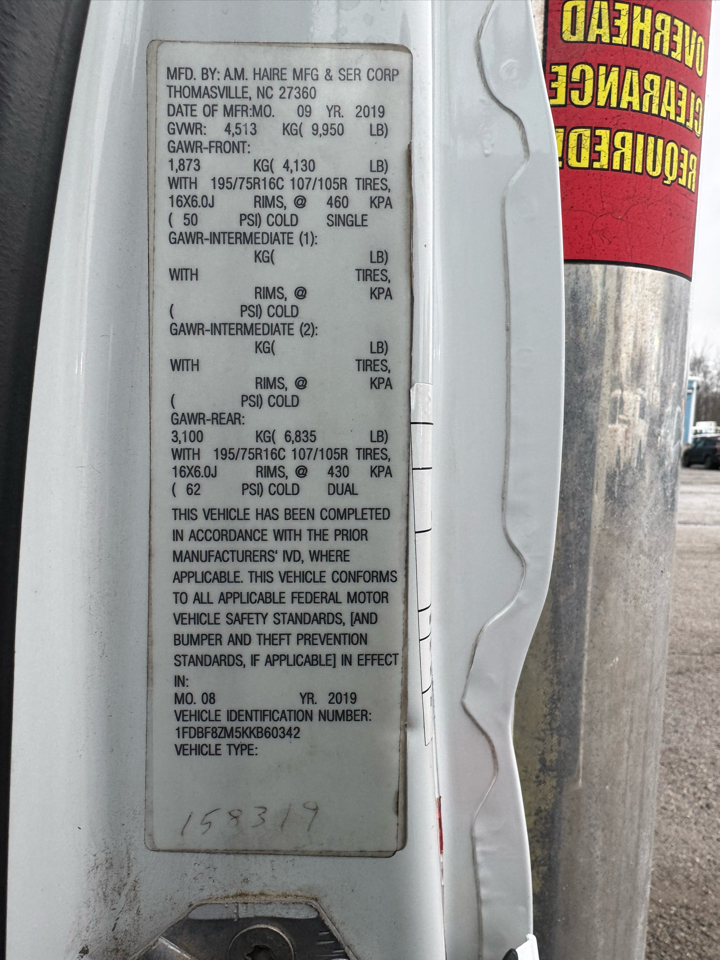 MFD. BY: A.M. HAIRE MFG & SER CORP
THOMASVILLE, NC 27360
DATE OF MFR:MO. 09 YR. 2019
GVWR: 4,513 KG( 9,950 LB)
GAWR-FRONT:
1,873 KG( 4,130 LB)
WITH 195/75R16C 107/105R TIRES,
16X6.0J RIMS, @ 460 KPA
( 50 PSI) COLD SINGLE
GAWR-INTERMEDIATE (1):
KG( LB)
WITH TIRES,
RIMS, @ KPA
( PSI) COLD
GAWR-INTERMEDIATE (2):
KG( LB)
WITH TIRES,
RIMS, @ KPA
( PSI) COLD
GAWR-REAR:
3,100 KG( 6,835 LB)
WITH 195/75R16C 107/105R TIRES,
16X6.0J RIMS, @ 430 KPA
( 62 PSI) COLD DUAL
THIS VEHICLE HAS BEEN COMPLETED
IN ACCORDANCE WITH THE PRIOR
MANUFACTURERS' IVD, WHERE
APPLICABLE. THIS VEHICLE CONFORMS
TO ALL APPLICABLE FEDERAL MOTOR
VEHICLE SAFETY STANDARDS, [AND
BUMPER AND THEFT PREVENTION
STANDARDS, IF APPLICABLE] IN EFFECT
IN:
MO. 08 YR. 2019
VEHICLE IDENTIFICATION NUMBER:
1FDBF8ZM5KKB60342
VEHICLE TYPE:
158319
OVERHEAD
CLEARANCE
REQUIRED!